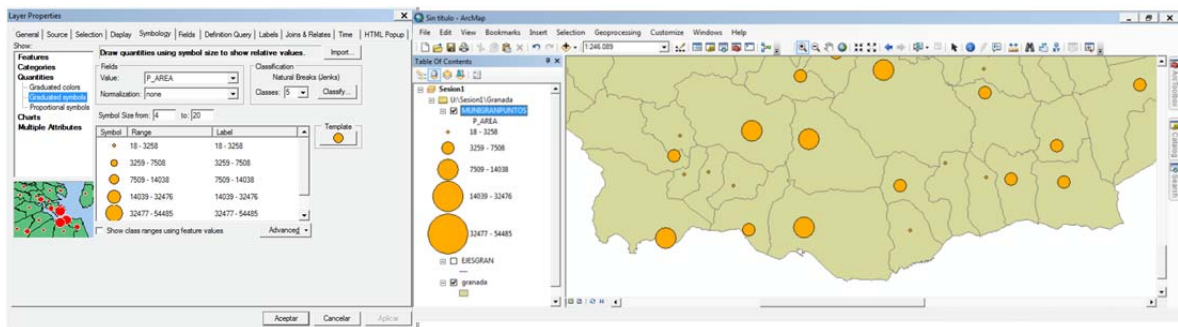 Layer Properties
General Source Selection Display Symbology Fields Definition Query Labels Joins & Relates Time HTML Popup
Show:
Features
Categories
Quantities
Graduated colors
Graduated symbols
Proportional symbols
Charts
Multiple Attributes
Draw quantities using symbol size to show relative values.
Import...
Fields
Value: P_AREA
Normalization: none
Classification
Natural Breaks (Jenks)
Classes: 5 Classify...
Symbol Size from: 4 to: 20
Template
Symbol Range Label
18 - 3258 18 - 3258
3259 - 7508 3259 - 7508
7509 - 14038 7509 - 14038
14039 - 32476 14039 - 32476
32477 - 54485 32477 - 54485
Show class ranges using feature values
Advanced
Aceptar Cancelar Aplicar
Sin título - ArcMap
File Edit View Bookmarks Insert Selection Geoprocessing Customize Windows Help
1:246.089
Table Of Contents
Sesion1
U:\Sesion1\Granada
MUNIGRANPUNTOS
P_AREA
18 - 3258
3259 - 7508
7509 - 14038
14039 - 32476
32477 - 54485
EJESGRAN
granada
ArcToolbox
Catalog
Search